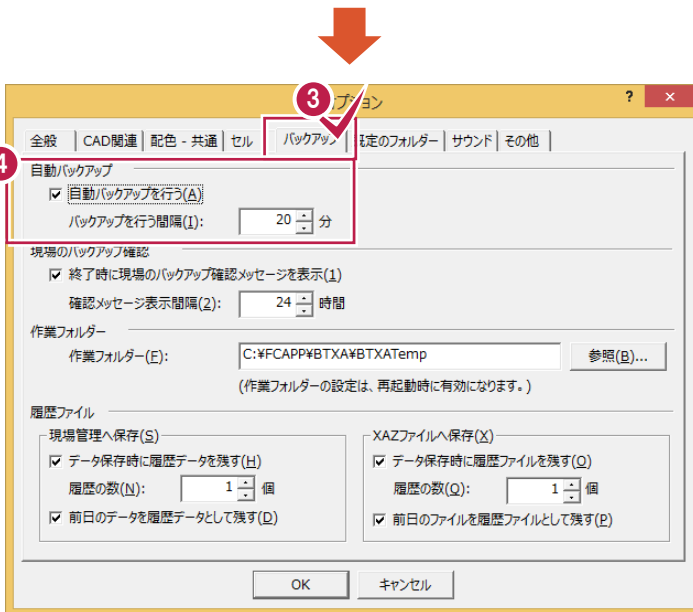 3
オプション ? ×
全般 CAD関連 配色 - 共通 セル バックアップ 既定のフォルダー サウンド その他
4
自動バックアップ
自動バックアップを行う(A)
バックアップを行う間隔(I): 20 分
現場のバックアップ確認
終了時に現場のバックアップ確認メッセージを表示(1)
確認メッセージ表示間隔(2): 24 時間
作業フォルダー
作業フォルダー(F): C:¥FCAPP¥BTXA¥BTXATemp 参照(B)...
(作業フォルダーの設定は、再起動時に有効になります。)
履歴ファイル
現場管理へ保存(S) XAZファイルへ保存(X)
データ保存時に履歴データを残す(H) データ保存時に履歴ファイルを残す(O)
履歴の数(N): 1 個 履歴の数(Q): 1 個
前日のデータを履歴データとして残す(D) 前日のファイルを履歴ファイルとして残す(P)
OK キャンセル